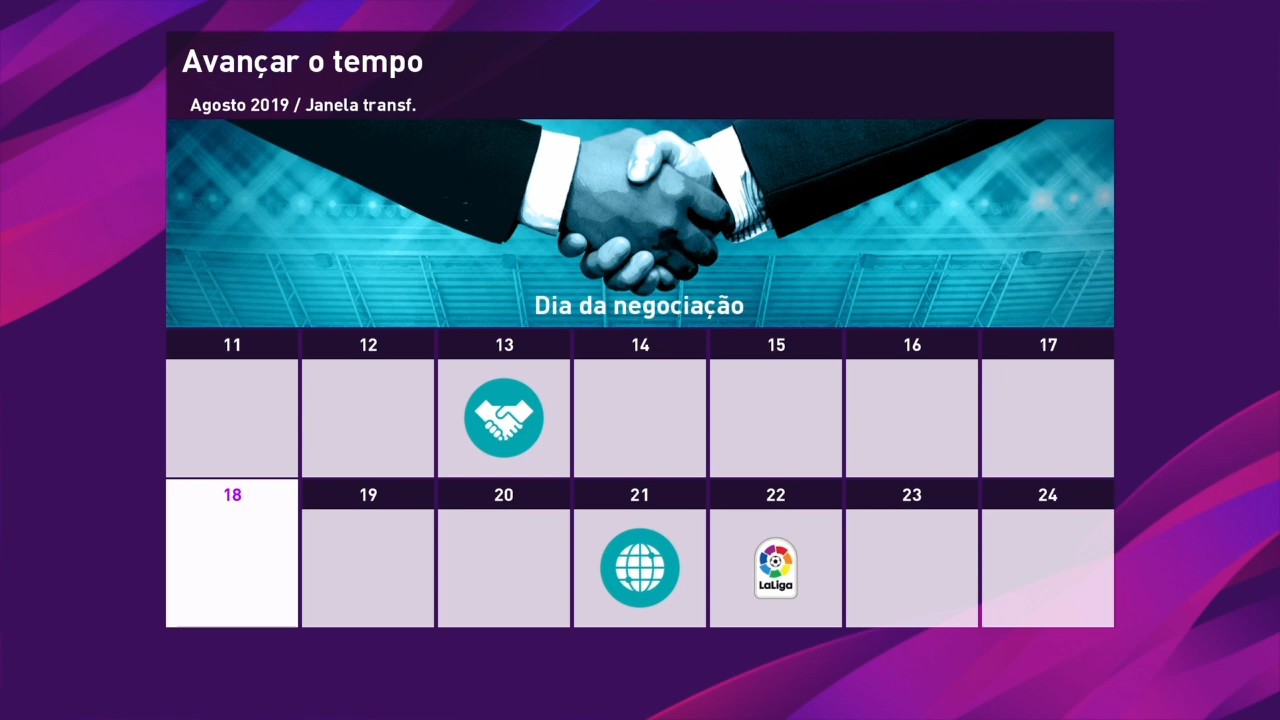 Avançar o tempo
Agosto 2019 / Janela transf.
Dia da negociação
11 12 13 14 15 16 17
18 19 20 21 22 23 24
LaLiga